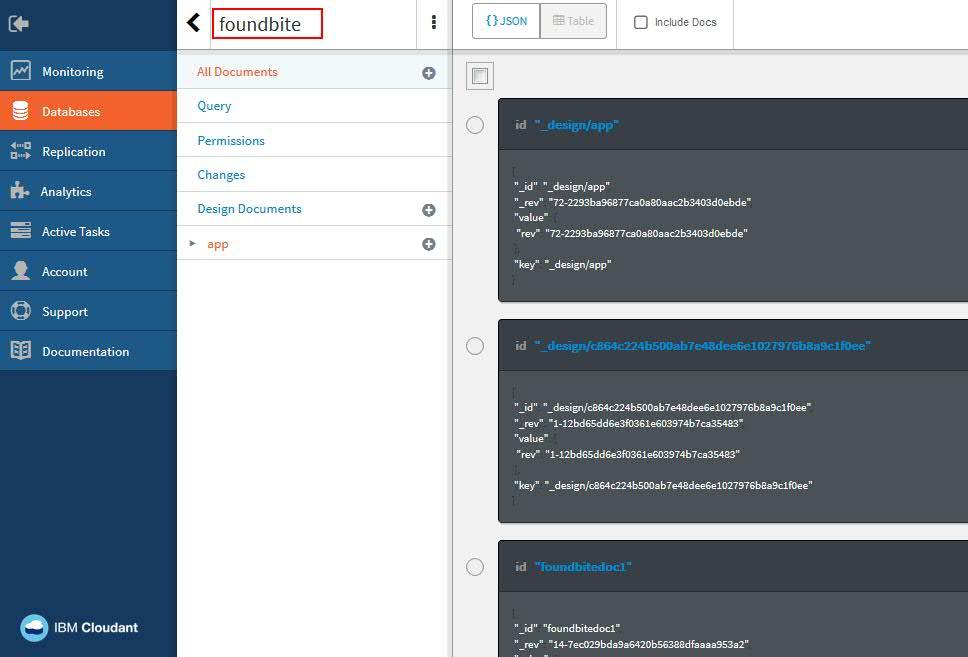 foundbite
{}JSON
Table
Include Docs
Monitoring
Databases
Replication
Analytics
Active Tasks
Account
Support
Documentation
IBM Cloudant
All Documents
Query
Permissions
Changes
Design Documents
app
id "_design/app"
{
"_id" "_design/app"
"_rev" "72-2293ba96877ca0a80aac2b3403d0ebde"
"value" {
"rev" "72-2293ba96877ca0a80aac2b3403d0ebde"
},
"key" "_design/app"
}
id "_design/c864c224b500ab7e48dee6e1027976b8a9c1f0ee"
{
"_id" "_design/c864c224b500ab7e48dee6e1027976b8a9c1f0ee"
"_rev" "1-12bd65dd6e3f0361e603974b7ca35483"
"value" {
"rev" "1-12bd65dd6e3f0361e603974b7ca35483"
},
"key" "_design/c864c224b500ab7e48dee6e1027976b8a9c1f0ee"
}
id "foundbitedoc1"
{
"_id" "foundbitedoc1"
"_rev" "14-7ec029bda9a6420b56388dfaaaa953a2"